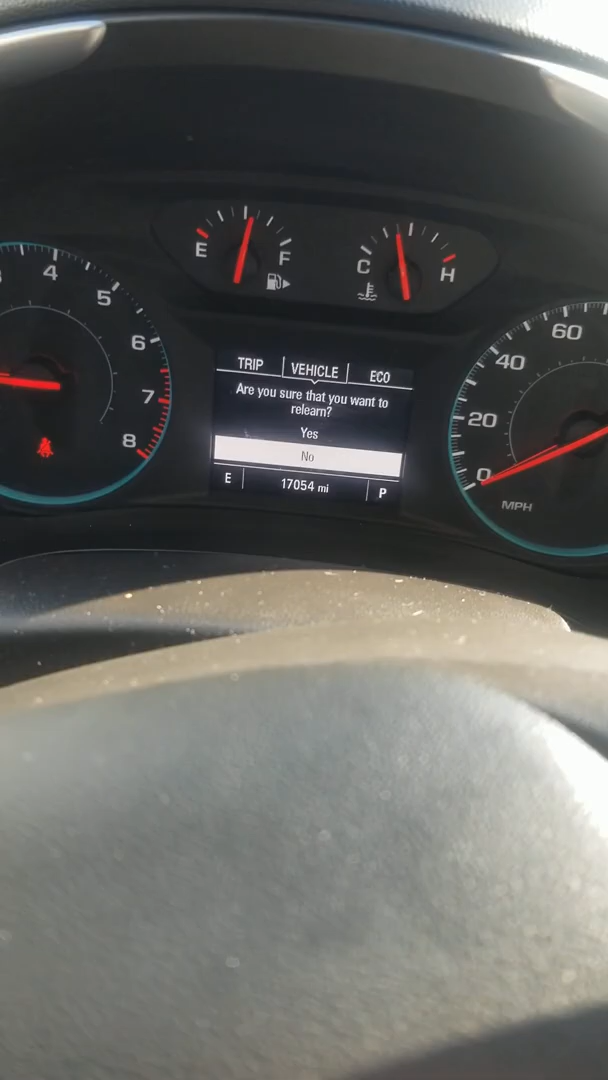 E
F
C
H
4
5
6
7
8
TRIP VEHICLE ECO
Are you sure that you want to
relearn?
Yes
No
E 17054 mi P
60
40
20
0
MPH